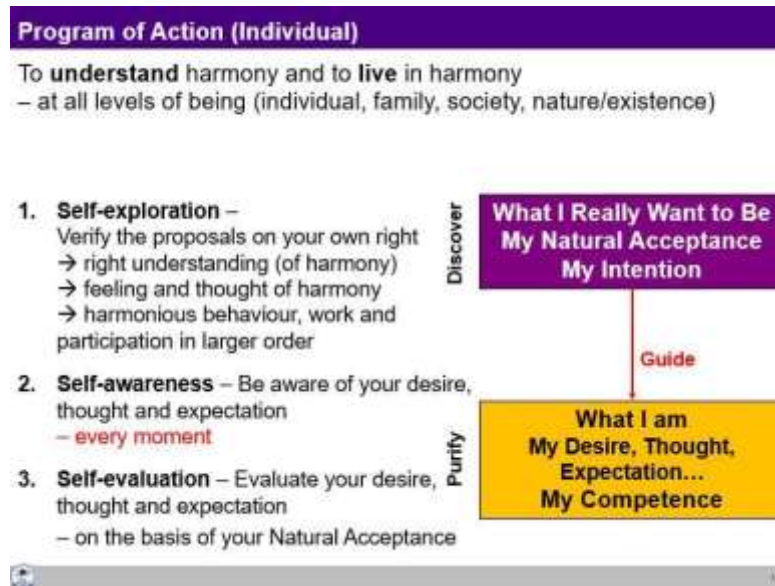 Program of Action (Individual)
To understand harmony and to live in harmony
– at all levels of being (individual, family, society, nature/existence)
1. Self-exploration –
Verify the proposals on your own right
→ right understanding (of harmony)
→ feeling and thought of harmony
→ harmonious behaviour, work and
participation in larger order
2. Self-awareness – Be aware of your desire,
thought and expectation
– every moment
3. Self-evaluation – Evaluate your desire,
thought and expectation
– on the basis of your Natural Acceptance
Discover
What I Really Want to Be
My Natural Acceptance
My Intention
Guide
Purify
What I am
My Desire, Thought,
Expectation...
My Competence